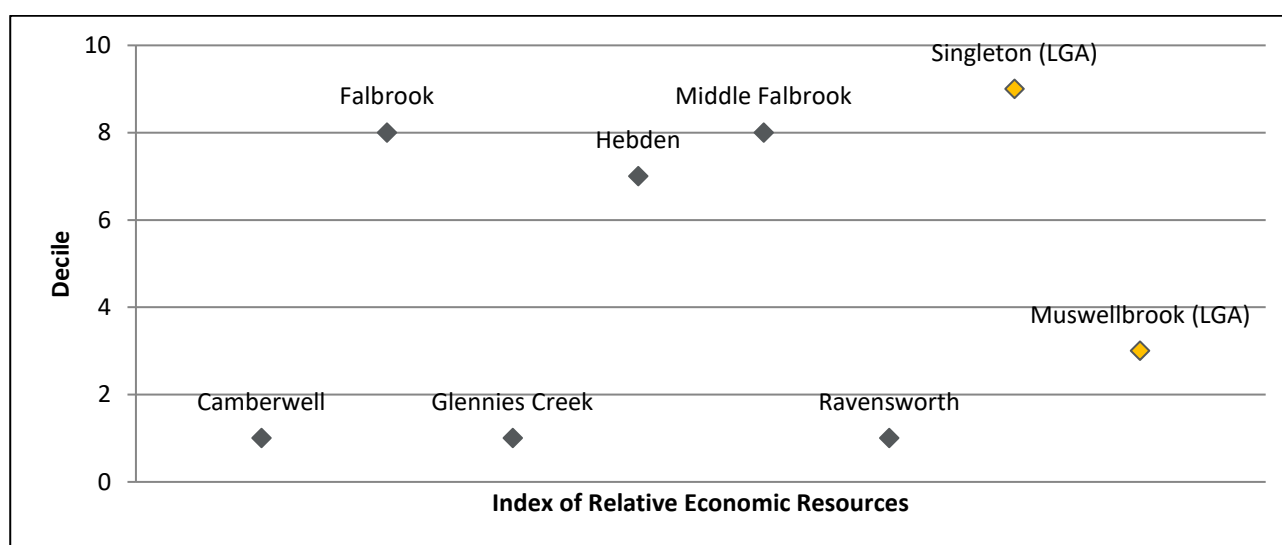 10
Singleton (LGA)
Falbrook
Middle Falbrook
8
Hebden
6
Decile
4
Muswellbrook (LGA)
2
Camberwell
Glennies Creek
Ravensworth
0
Index of Relative Economic Resources